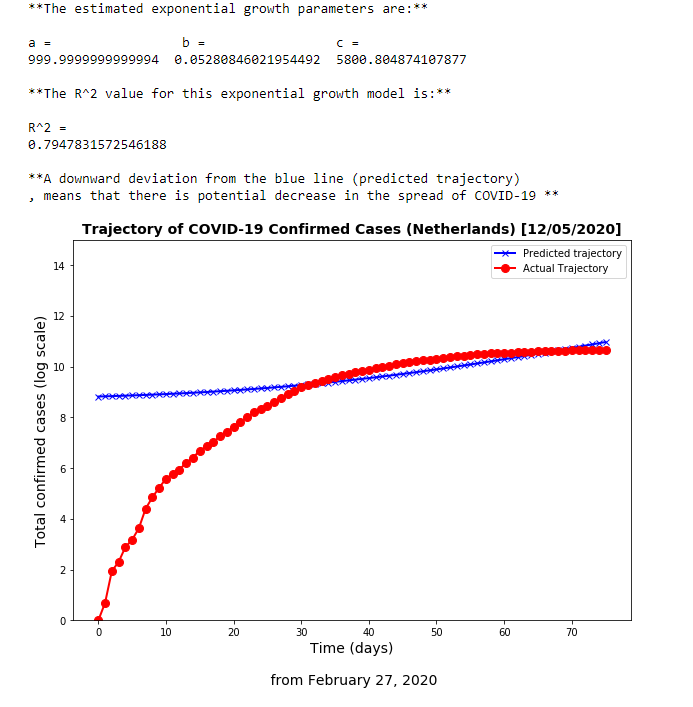 **The estimated exponential growth parameters are:**
a = b = c =
999.9999999999994 0.05280846021954492 5800.804874107877
**The R^2 value for this exponential growth model is:**
R^2 =
0.7947831572546188
**A downward deviation from the blue line (predicted trajectory)
, means that there is potential decrease in the spread of COVID-19 **
Trajectory of COVID-19 Confirmed Cases (Netherlands) [12/05/2020]
Predicted trajectory
Actual Trajectory
Total confirmed cases (log scale)
14
12
10
8
6
4
2
0
0 10 20 30 40 50 60 70
Time (days)
from February 27, 2020